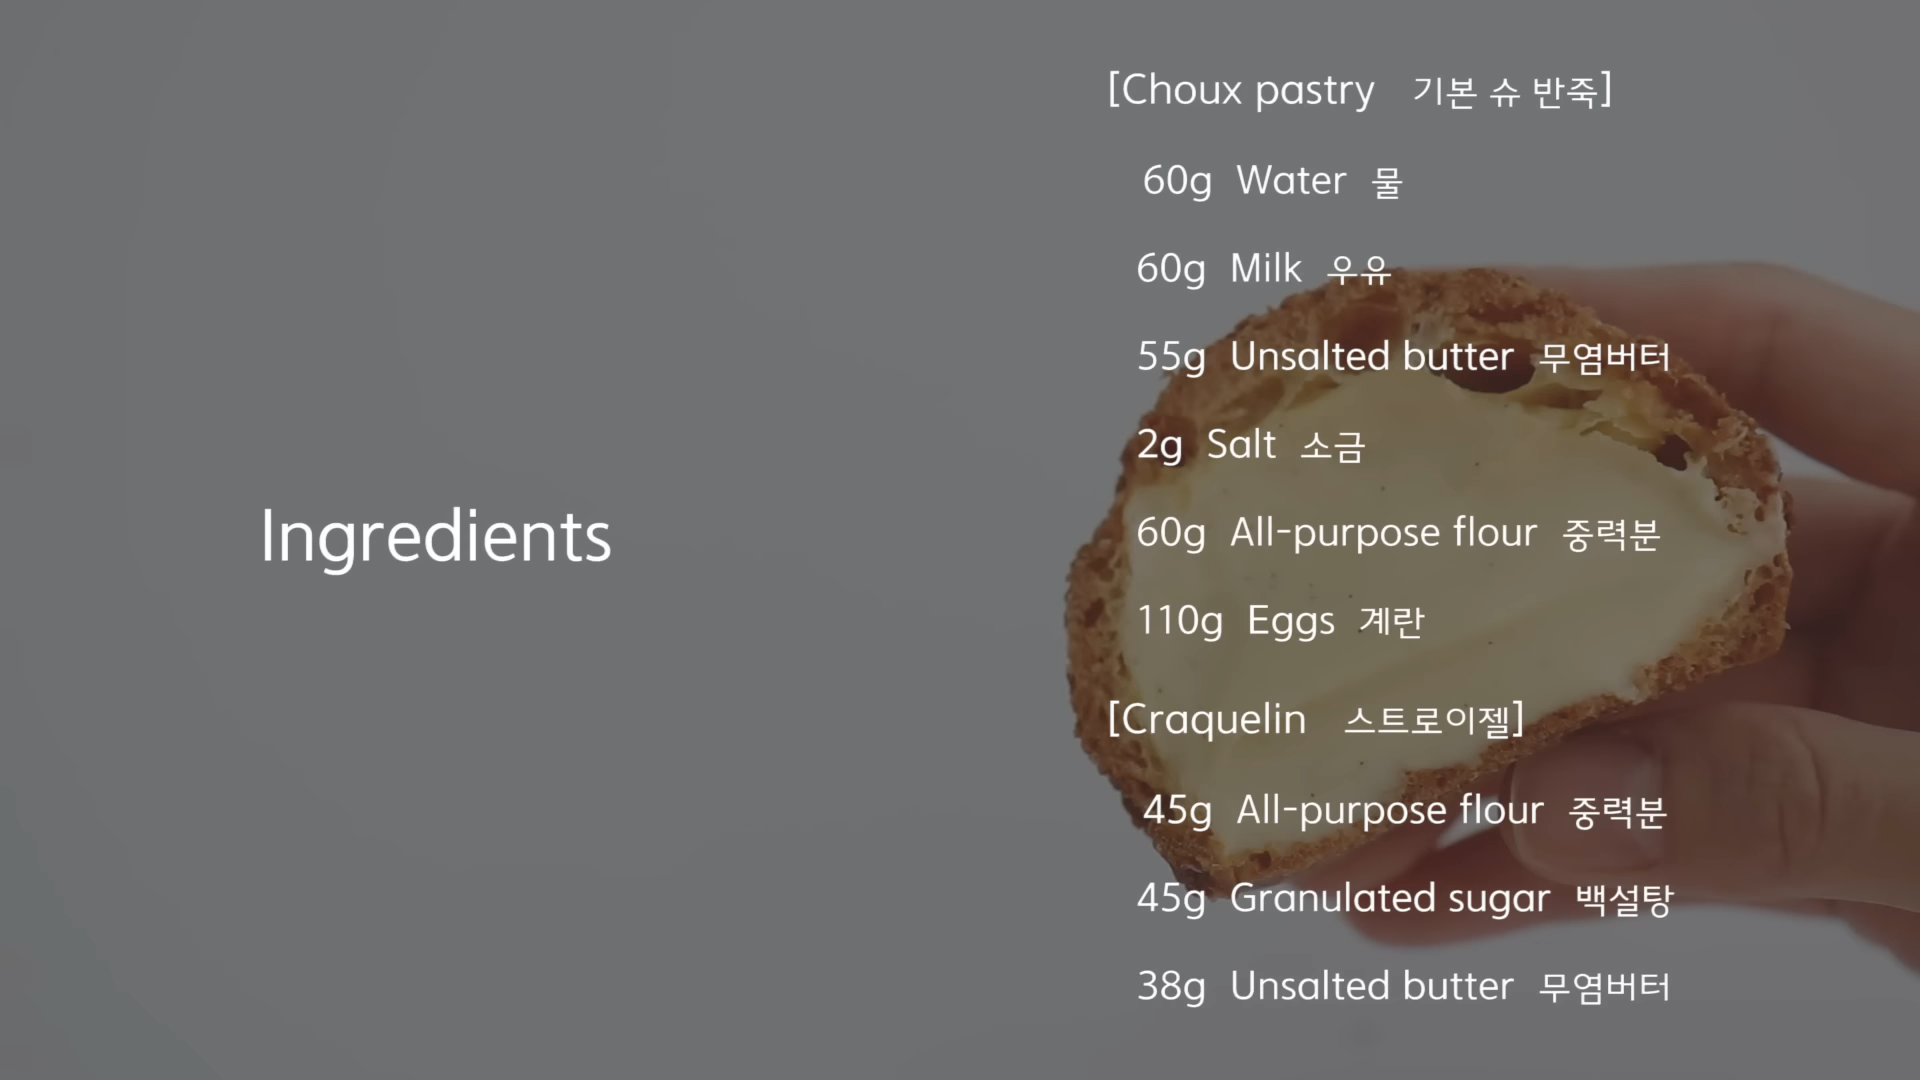 Ingredients
[Choux pastry 기본 슈 반죽]
60g Water 물
60g Milk 우유
55g Unsalted butter 무염버터
2g Salt 소금
60g All-purpose flour 중력분
110g Eggs 계란
[Craquelin 스트로이젤]
45g All-purpose flour 중력분
45g Granulated sugar 백설탕
38g Unsalted butter 무염버터